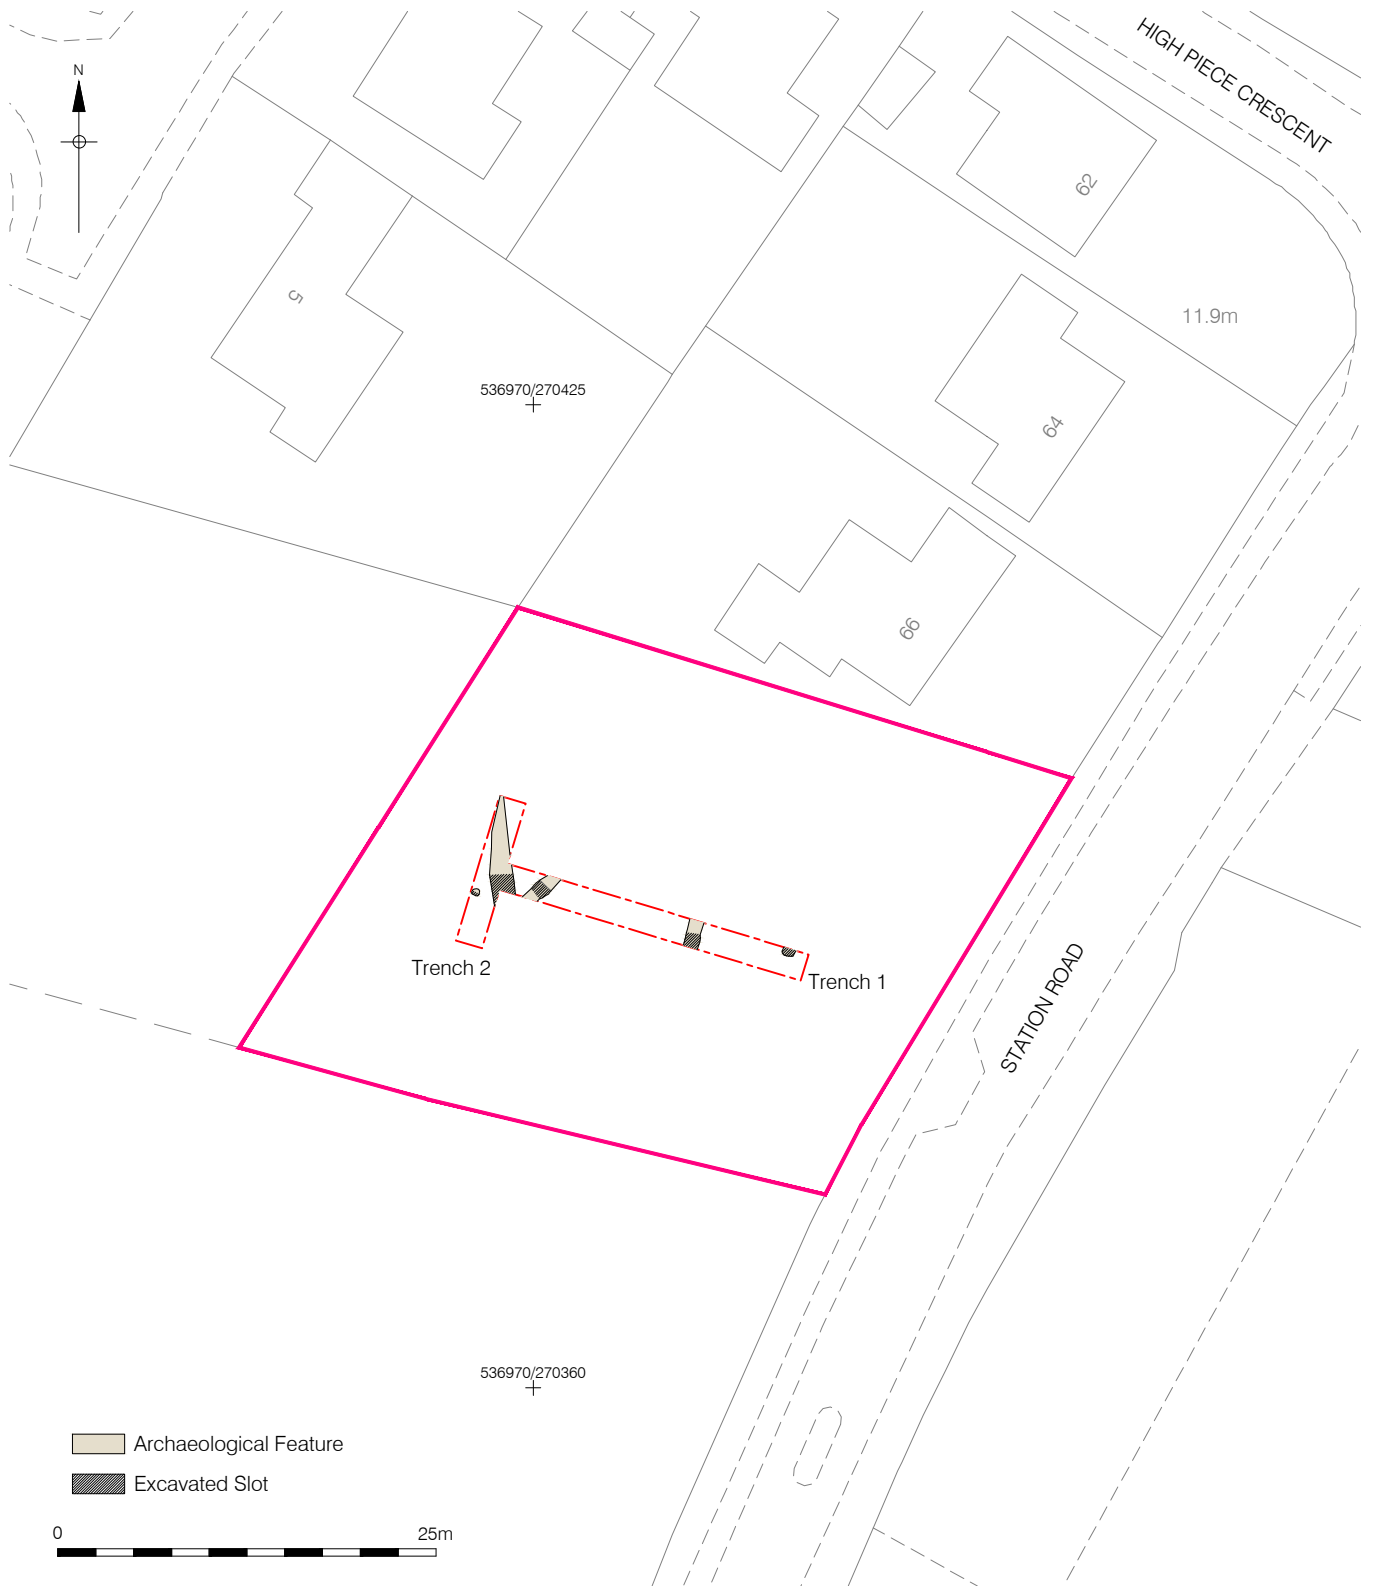 HIGH PIECE CRESCENT
N
62
5
11.9m
536970/270425
64
66
STATION ROAD
Trench 2
Trench 1
536970/270360
Archaeological Feature
Excavated Slot
0 25m